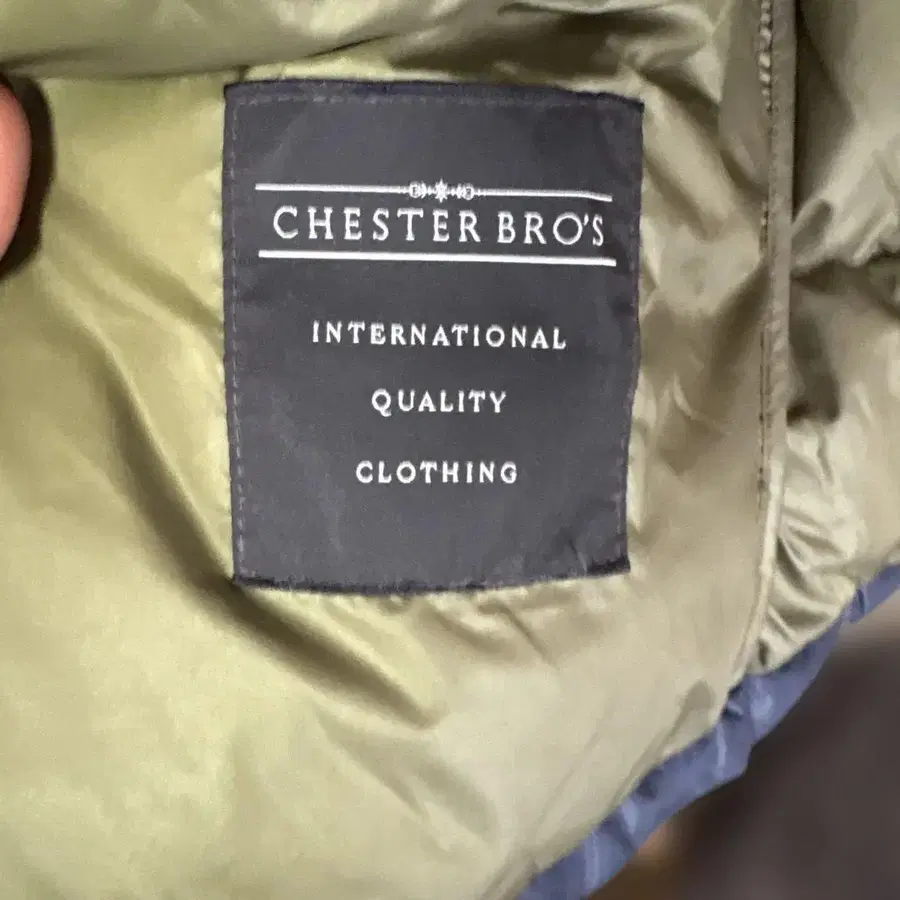 CHESTER BRO'S
INTERNATIONAL
QUALITY
CLOTHING